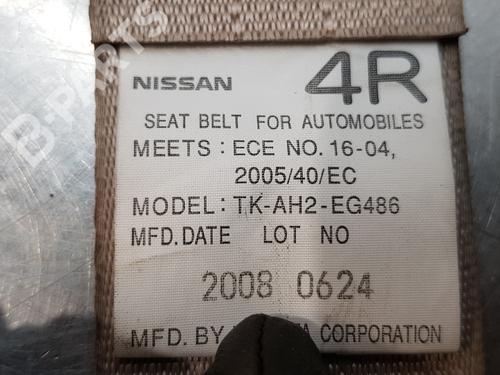 NISSAN 4R
SEAT BELT FOR AUTOMOBILES
MEETS : ECE NO. 16-04,
2005/40/EC
MODEL: TK-AH2-EG486
MFD. DATE LOT NO
2008 0624
MFD. BY CORPORATION
B-PARTS